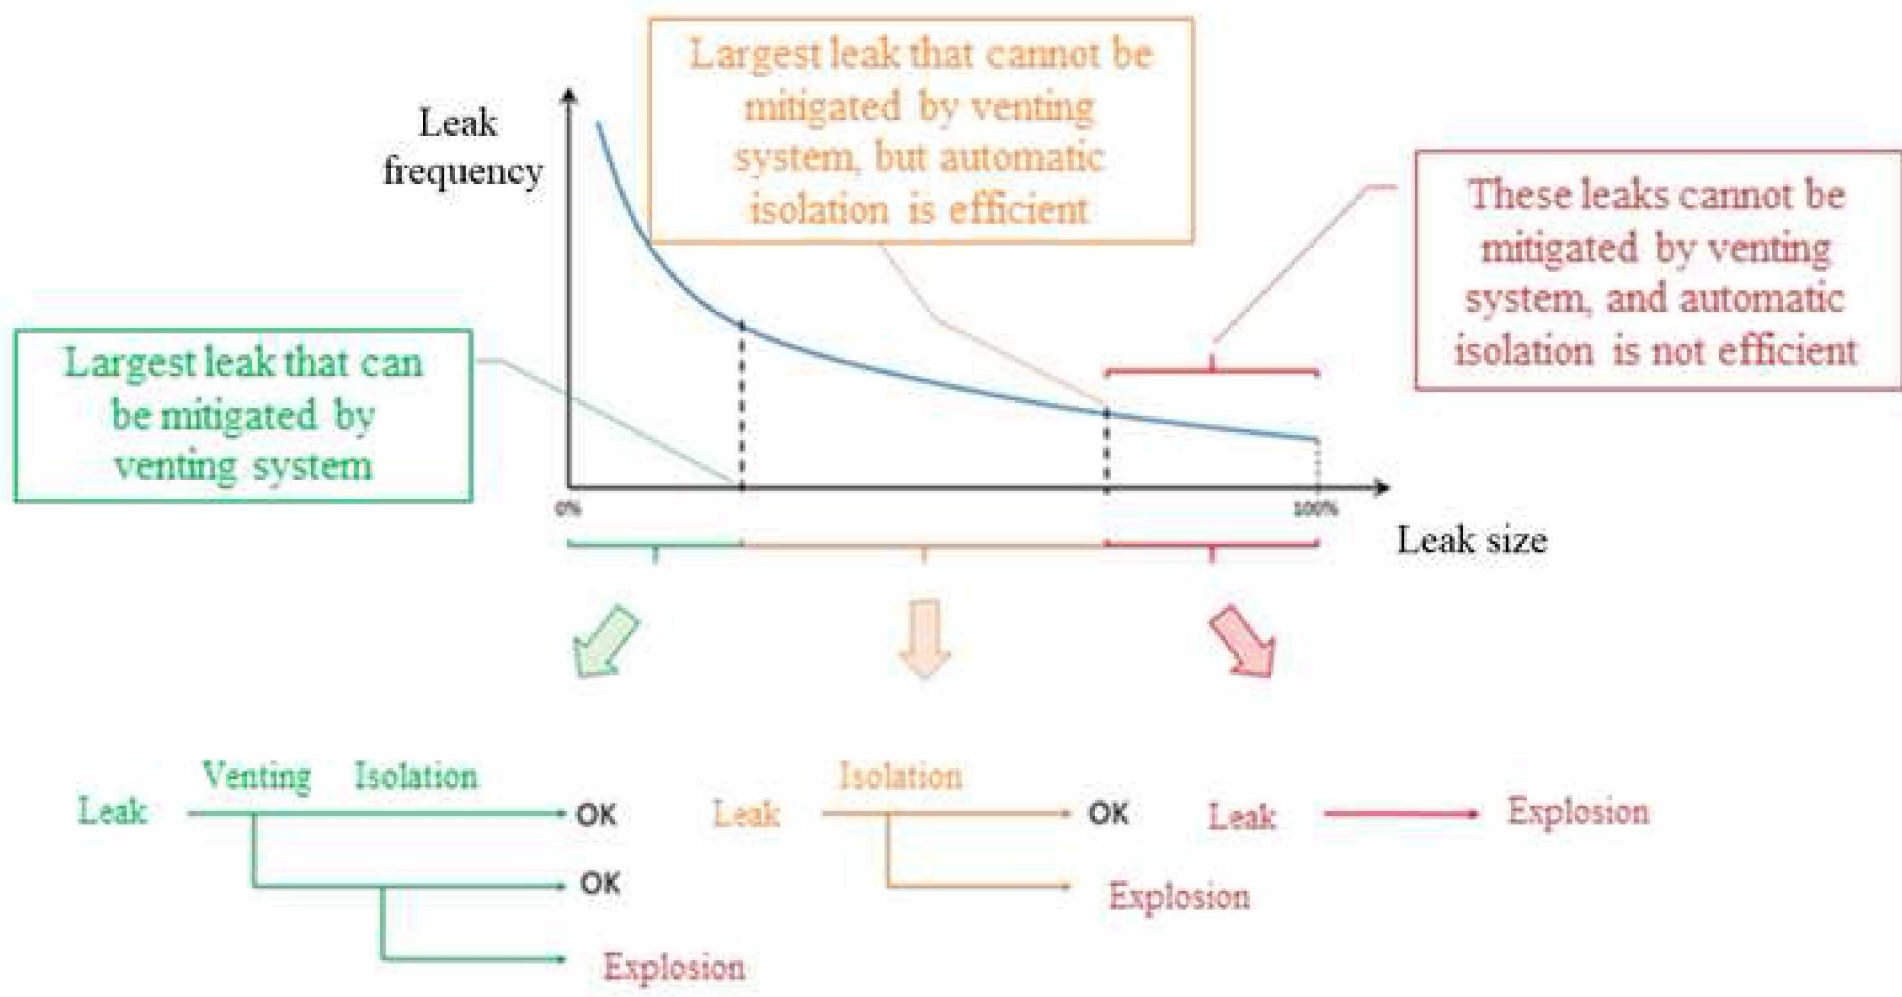 Largest leak that cannot be
mitigated by venting
system, but automatic
isolation is efficient
Leak
frequency
These leaks cannot be
mitigated by venting
system, and automatic
isolation is not efficient
Largest leak that can
be mitigated by
venting system
0%
100%
Leak size
Venting Isolation
Leak
OK
OK
Explosion
Isolation
Leak
OK
Explosion
Leak
Explosion